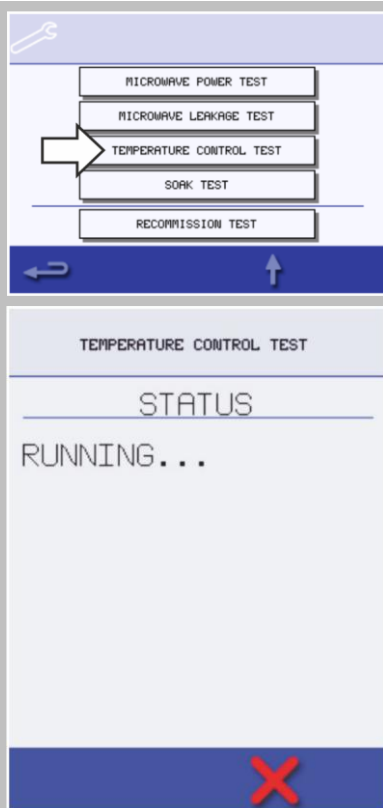 MICROWAVE POWER TEST
MICROWAVE LEAKAGE TEST
TEMPERATURE CONTROL TEST
SOAK TEST
RECOMMISSION TEST
TEMPERATURE CONTROL TEST
STATUS
RUNNING...